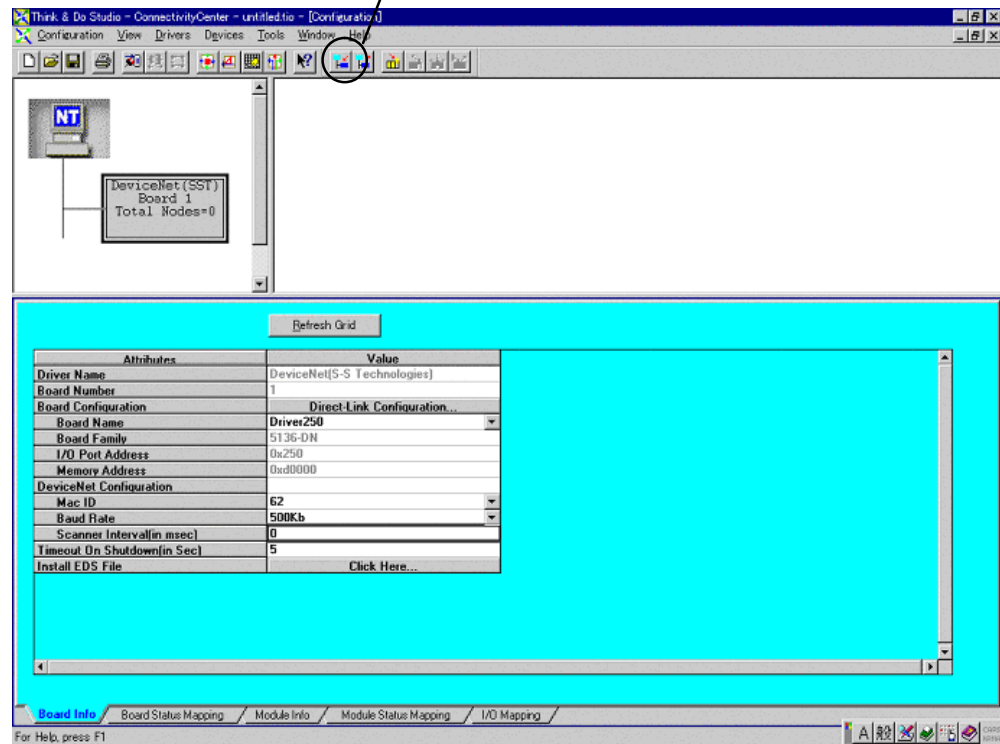 Think & Do Studio - ConnectivityCenter - untitled.tio - [Configuration]
Configuration View Drivers Devices Tools Window Help
NT
DeviceNet(SST)
Board 1
Total Nodes=0
Refresh Grid
Attributes Value
Driver Name DeviceNet(S-S Technologies)
Board Number 1
Board Configuration Direct-Link Configuration...
Board Name Driver250
Board Family 5136-DN
I/O Port Address 0x250
Memory Address 0xd0000
DeviceNet Configuration
Mac ID 62
Baud Rate 500Kb
Scanner Interval(in msec) 0
Timeout On Shutdown(in Sec) 5
Install EDS File Click Here...
Board Info Board Status Mapping Module Info Module Status Mapping I/O Mapping
For Help, press F1
A 般 CAPS